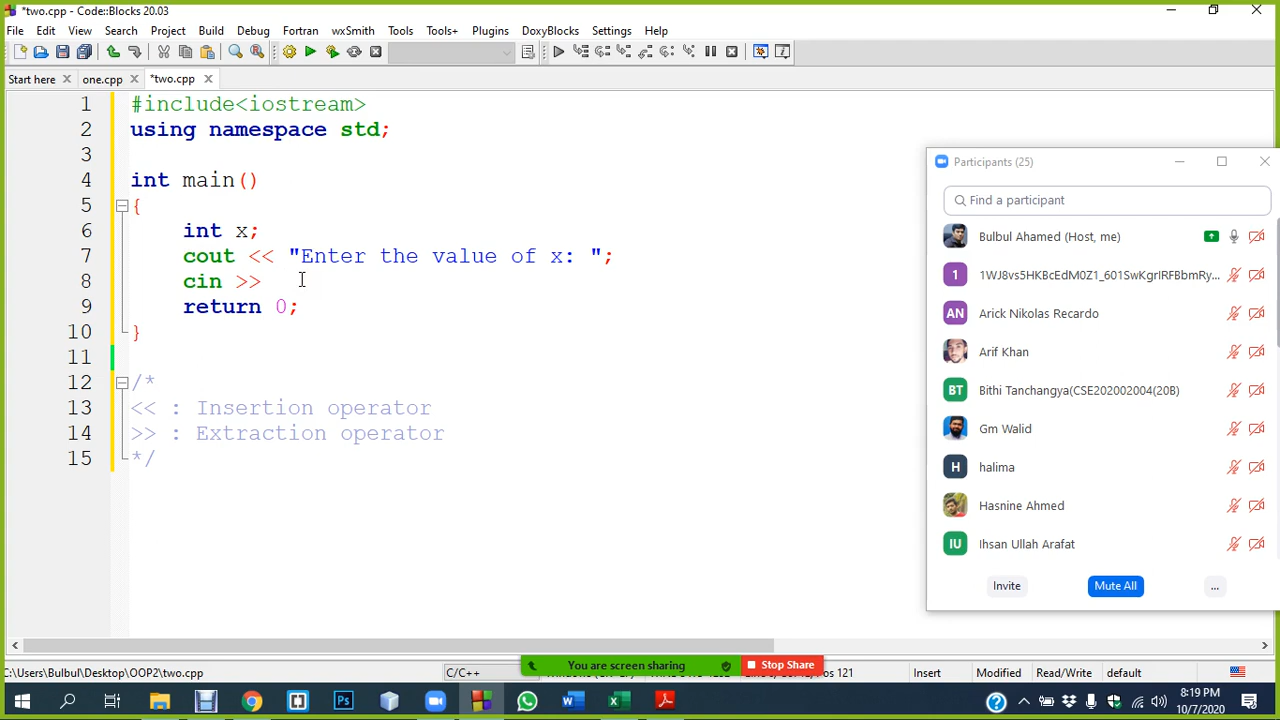 *two.cpp - Code::Blocks 20.03
File Edit View Search Project Build Debug Fortran wxSmith Tools Tools+ Plugins DoxyBlocks Settings Help
Start here one.cpp *two.cpp
1 #include<iostream>
2 using namespace std;
3
4 int main()
5 {
6 int x;
7 cout << "Enter the value of x: ";
8 cin >>
9 return 0;
10 }
11
12 /*
13 << : Insertion operator
14 >> : Extraction operator
15 */
Participants (25)
Find a participant
Bulbul Ahamed (Host, me)
1 1WJ8vs5HKBcEdM0Z1_601SwKgrIRFBbmRy...
AN Arick Nikolas Recardo
Arif Khan
BT Bithi Tanchangya(CSE202002004(20B)
Gm Walid
H halima
Hasnine Ahmed
IU Ihsan Ullah Arafat
Invite Mute All ...
You are screen sharing Stop Share
C:\Users\Bulbul\Desktop\OOP2\two.cpp C/C++ Pos 121 Insert Modified Read/Write default
8:19 PM
10/7/2020